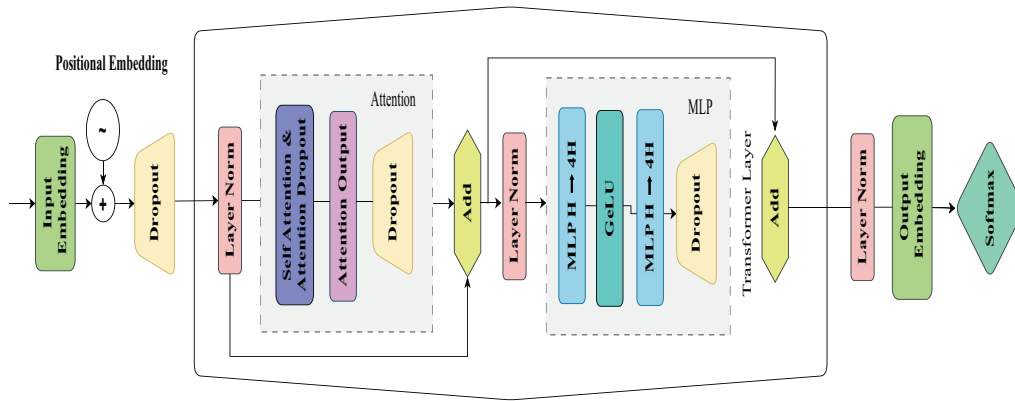 Positional Embedding
~
Input
Embedding
+
Dropout
Layer Norm
Attention
Self Attention &
Attention Dropout
Attention Output
Dropout
Add
Layer Norm
MLP
MLP H → 4H
GeLU
MLP H → 4H
Dropout
Transformer Layer
Add
Layer Norm
Output
Embedding
Softmax